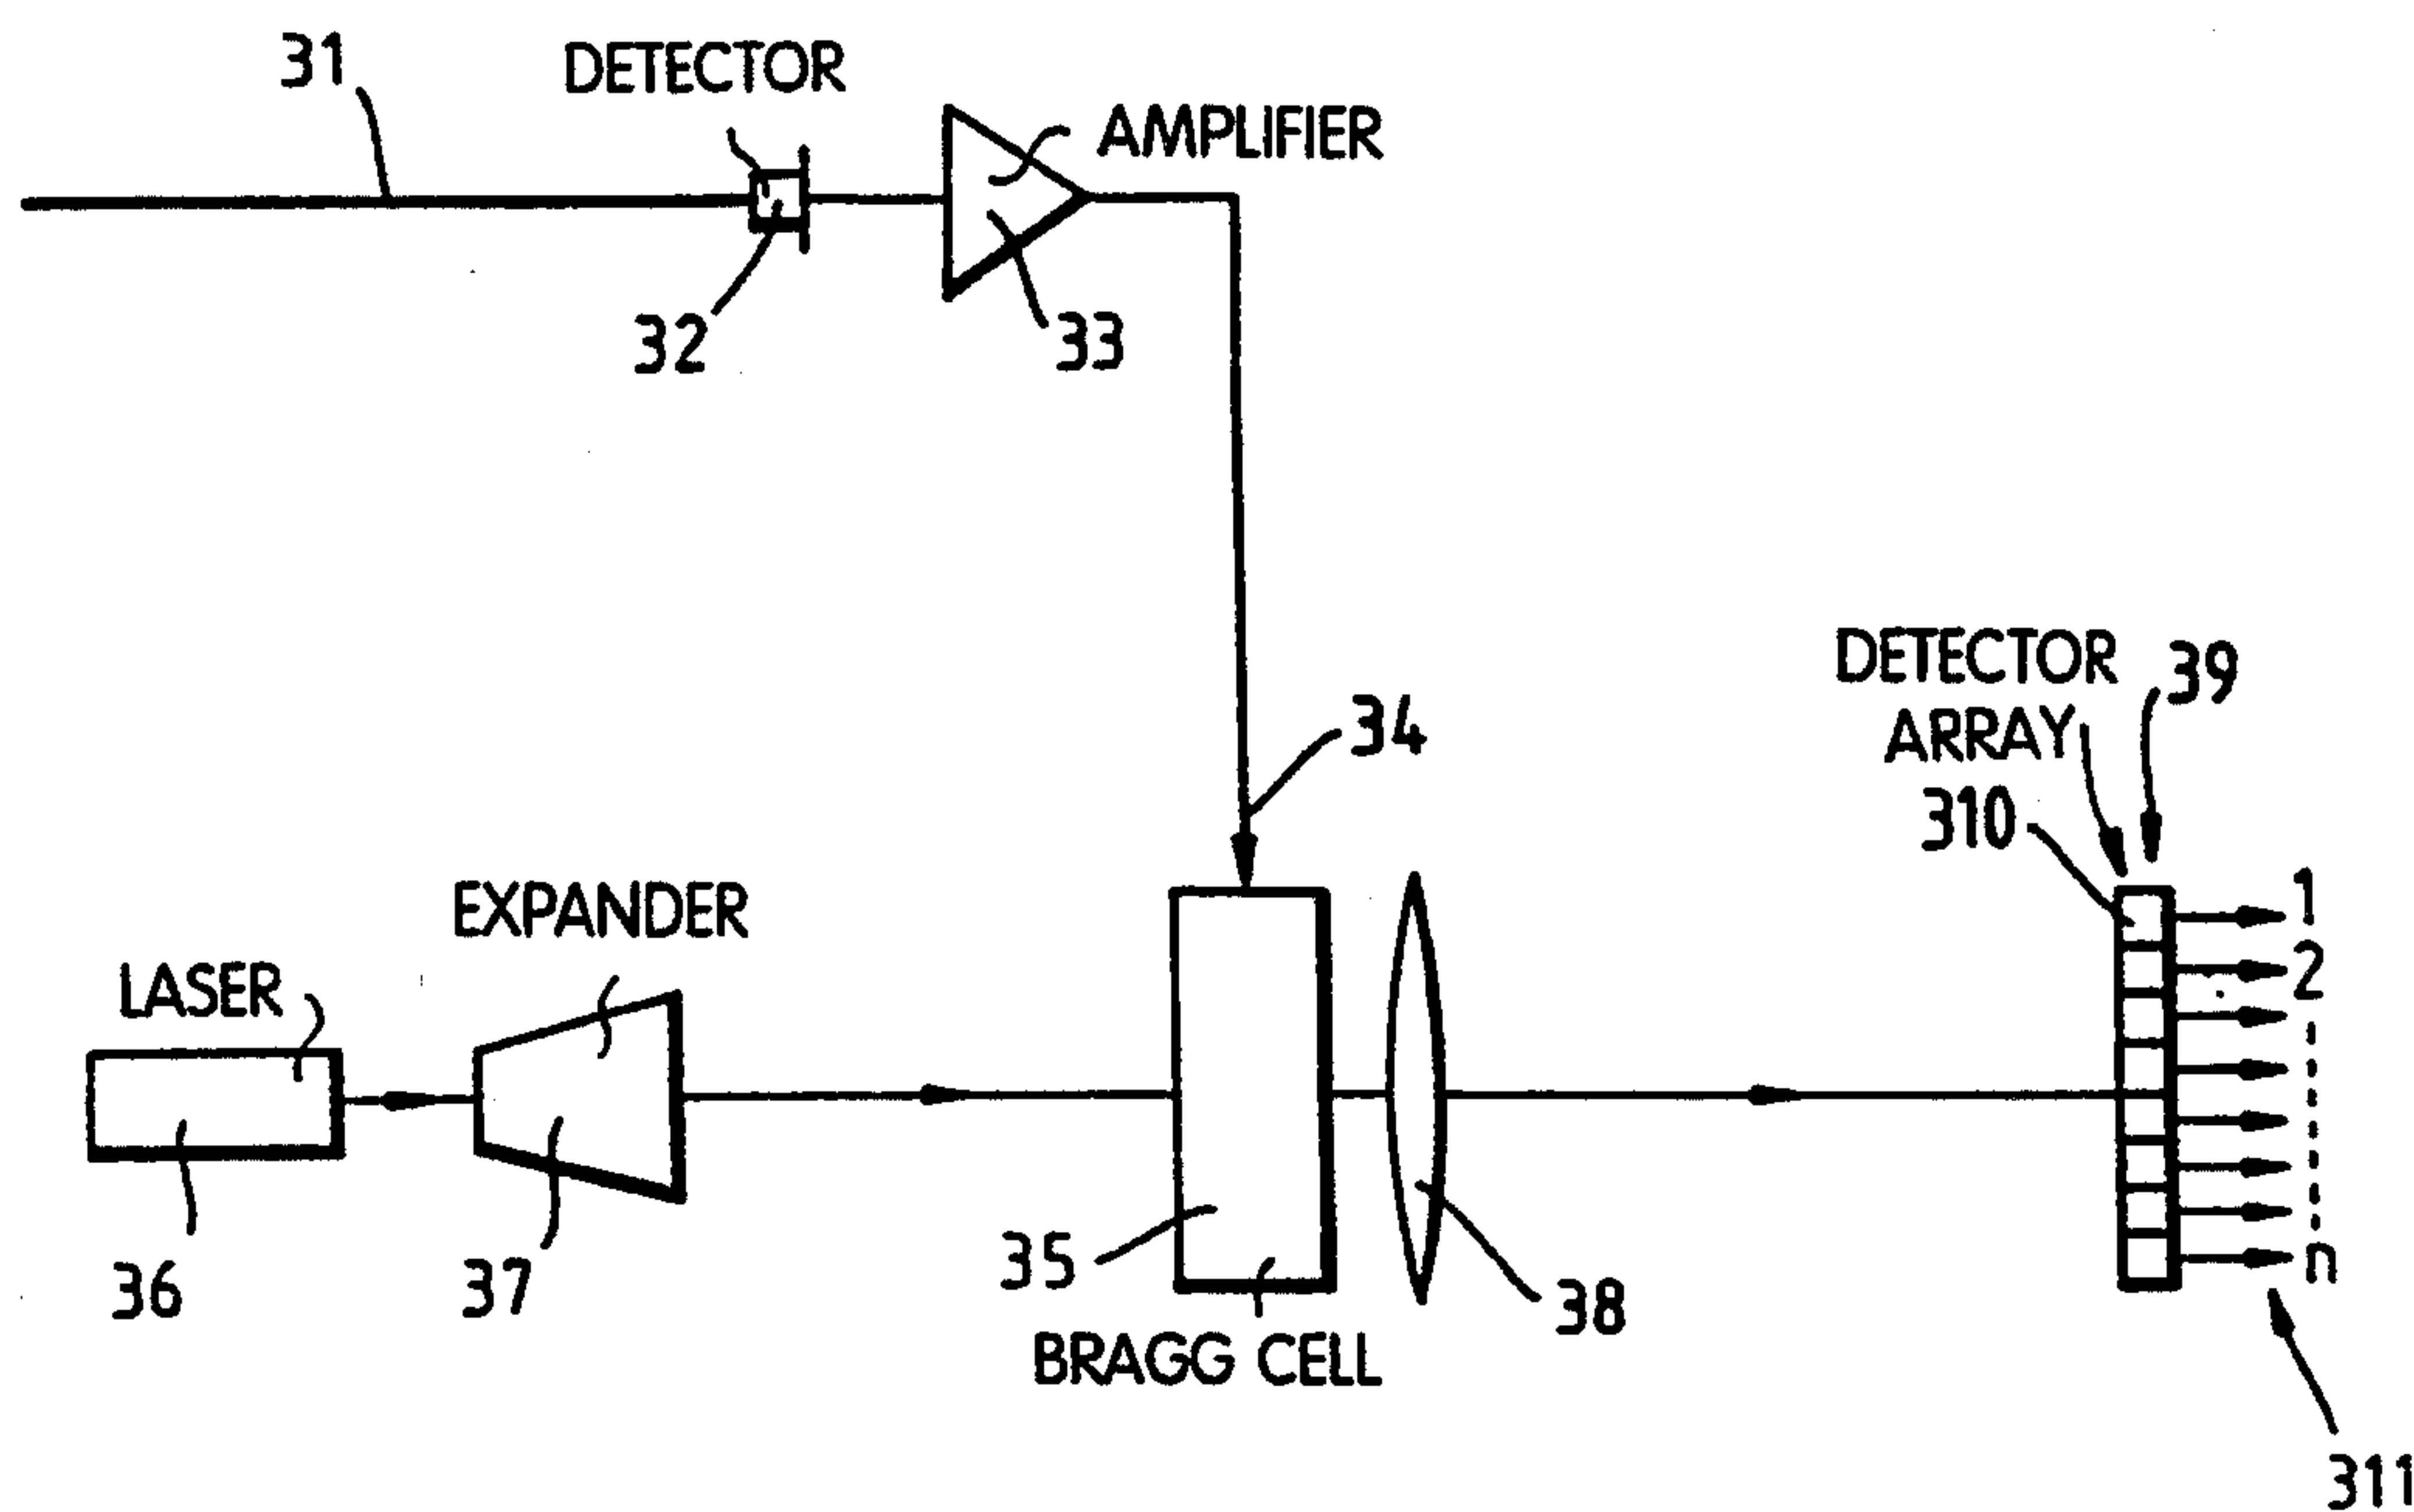 31
DETECTOR
AMPLIFIER
32
33
34
DETECTOR
ARRAY
39
310
1
2
n
EXPANDER
LASER
36
37
35
38
BRAGG CELL
311